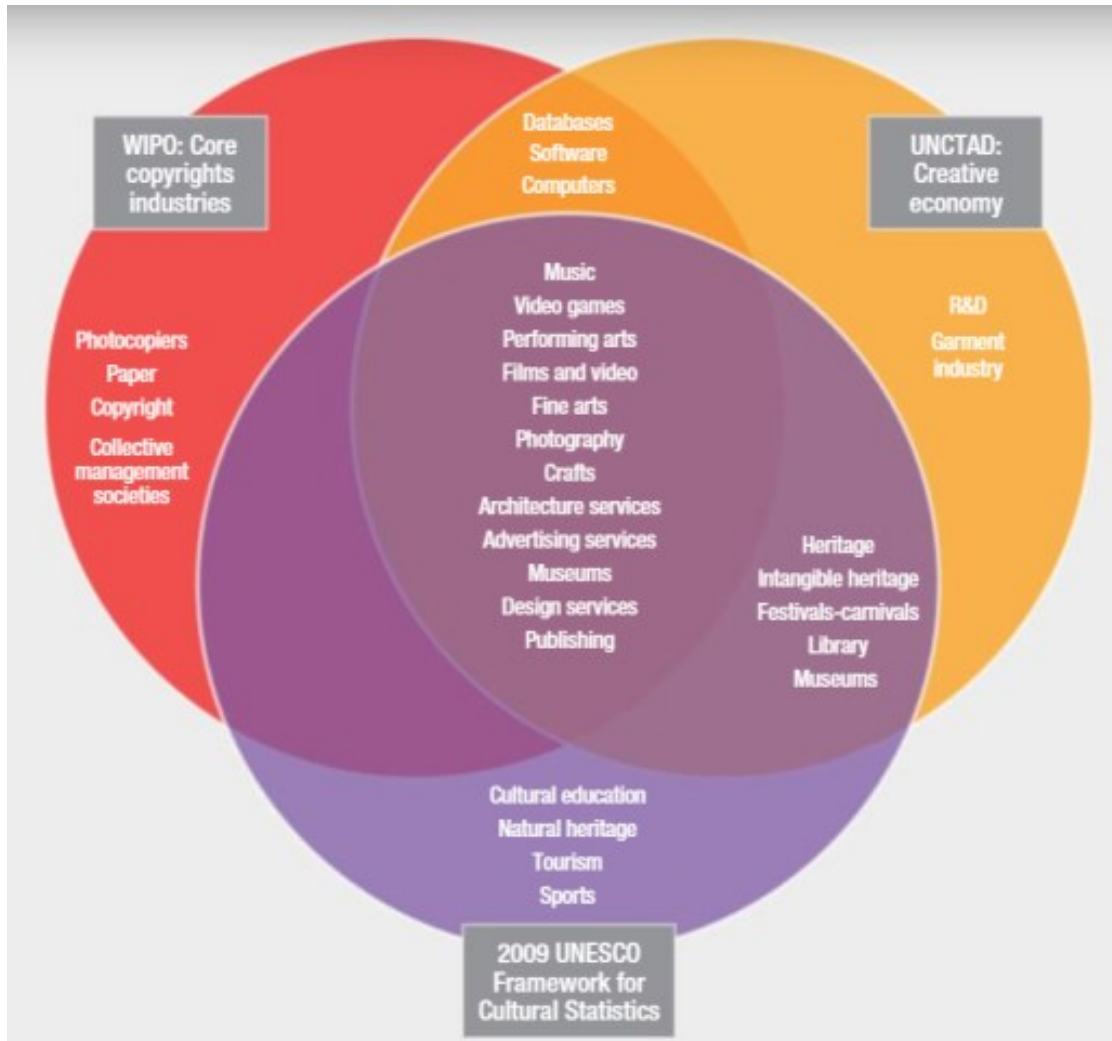 WIPO: Core
copyrights
industries
Databases
Software
Computers
UNCTAD:
Creative
economy
Photocopiers
Paper
Copyright
Collective
management
societies
Music
Video games
Performing arts
Films and video
Fine arts
Photography
Crafts
Architecture services
Advertising services
Museums
Design services
Publishing
R&D
Garment
industry
Heritage
Intangible heritage
Festivals-carnivals
Library
Museums
Cultural education
Natural heritage
Tourism
Sports
2009 UNESCO
Framework for
Cultural Statistics